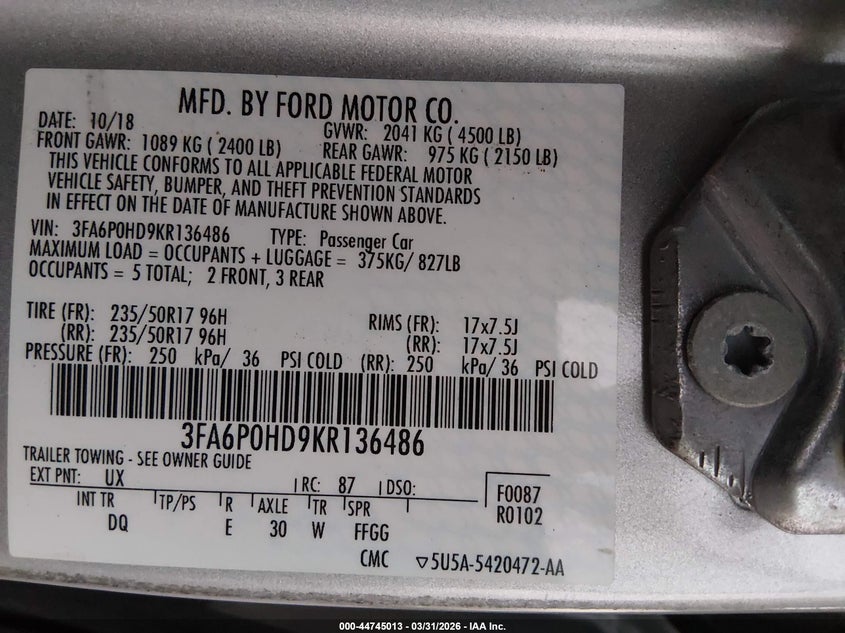 MFD. BY FORD MOTOR CO.
DATE: 10/18 GVWR: 2041 KG ( 4500 LB)
FRONT GAWR: 1089 KG ( 2400 LB) REAR GAWR: 975 KG ( 2150 LB)
THIS VEHICLE CONFORMS TO ALL APPLICABLE FEDERAL MOTOR
VEHICLE SAFETY, BUMPER, AND THEFT PREVENTION STANDARDS
IN EFFECT ON THE DATE OF MANUFACTURE SHOWN ABOVE.
VIN: 3FA6P0HD9KR136486 TYPE: Passenger Car
MAXIMUM LOAD = OCCUPANTS + LUGGAGE = 375KG/ 827LB
OCCUPANTS = 5 TOTAL; 2 FRONT, 3 REAR
TIRE (FR): 235/50R17 96H RIMS (FR): 17x7.5J
(RR): 235/50R17 96H (RR): 17x7.5J
PRESSURE (FR): 250 kPa/ 36 PSI COLD (RR): 250 kPa/ 36 PSI COLD
3FA6P0HD9KR136486
TRAILER TOWING - SEE OWNER GUIDE
EXT PNT: UX RC: 87 DSO: F0087
INT TR TP/PS R AXLE TR SPR R0102
DQ E 30 W FFGG
CMC ▽5U5A-5420472-AA
000-44745013 - 03/31/2026 - IAA Inc.